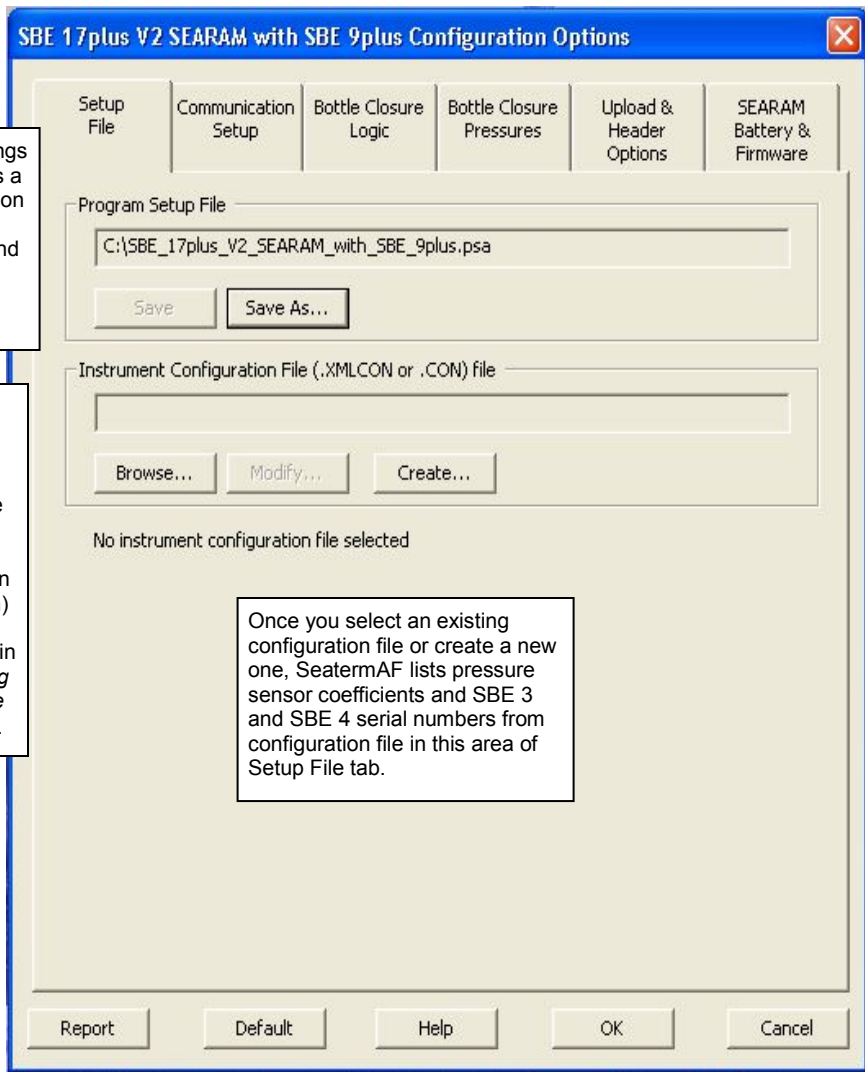 SBE 17plus V2 SEARAM with SBE 9plus Configuration Options
Setup File
Communication Setup
Bottle Closure Logic
Bottle Closure Pressures
Upload & Header Options
SEARAM Battery & Firmware
Program Setup File
C:\SBE_17plus_V2_SEARAM_with_SBE_9plus.psa
Save
Save As...
Instrument Configuration File (.XMLCON or .CON) file
Browse...
Modify...
Create...
No instrument configuration file selected
Once you select an existing
configuration file or create a new
one, SeatermAF lists pressure
sensor coefficients and SBE 3
and SBE 4 serial numbers from
configuration file in this area of
Setup File tab.
Report
Default
Help
OK
Cancel